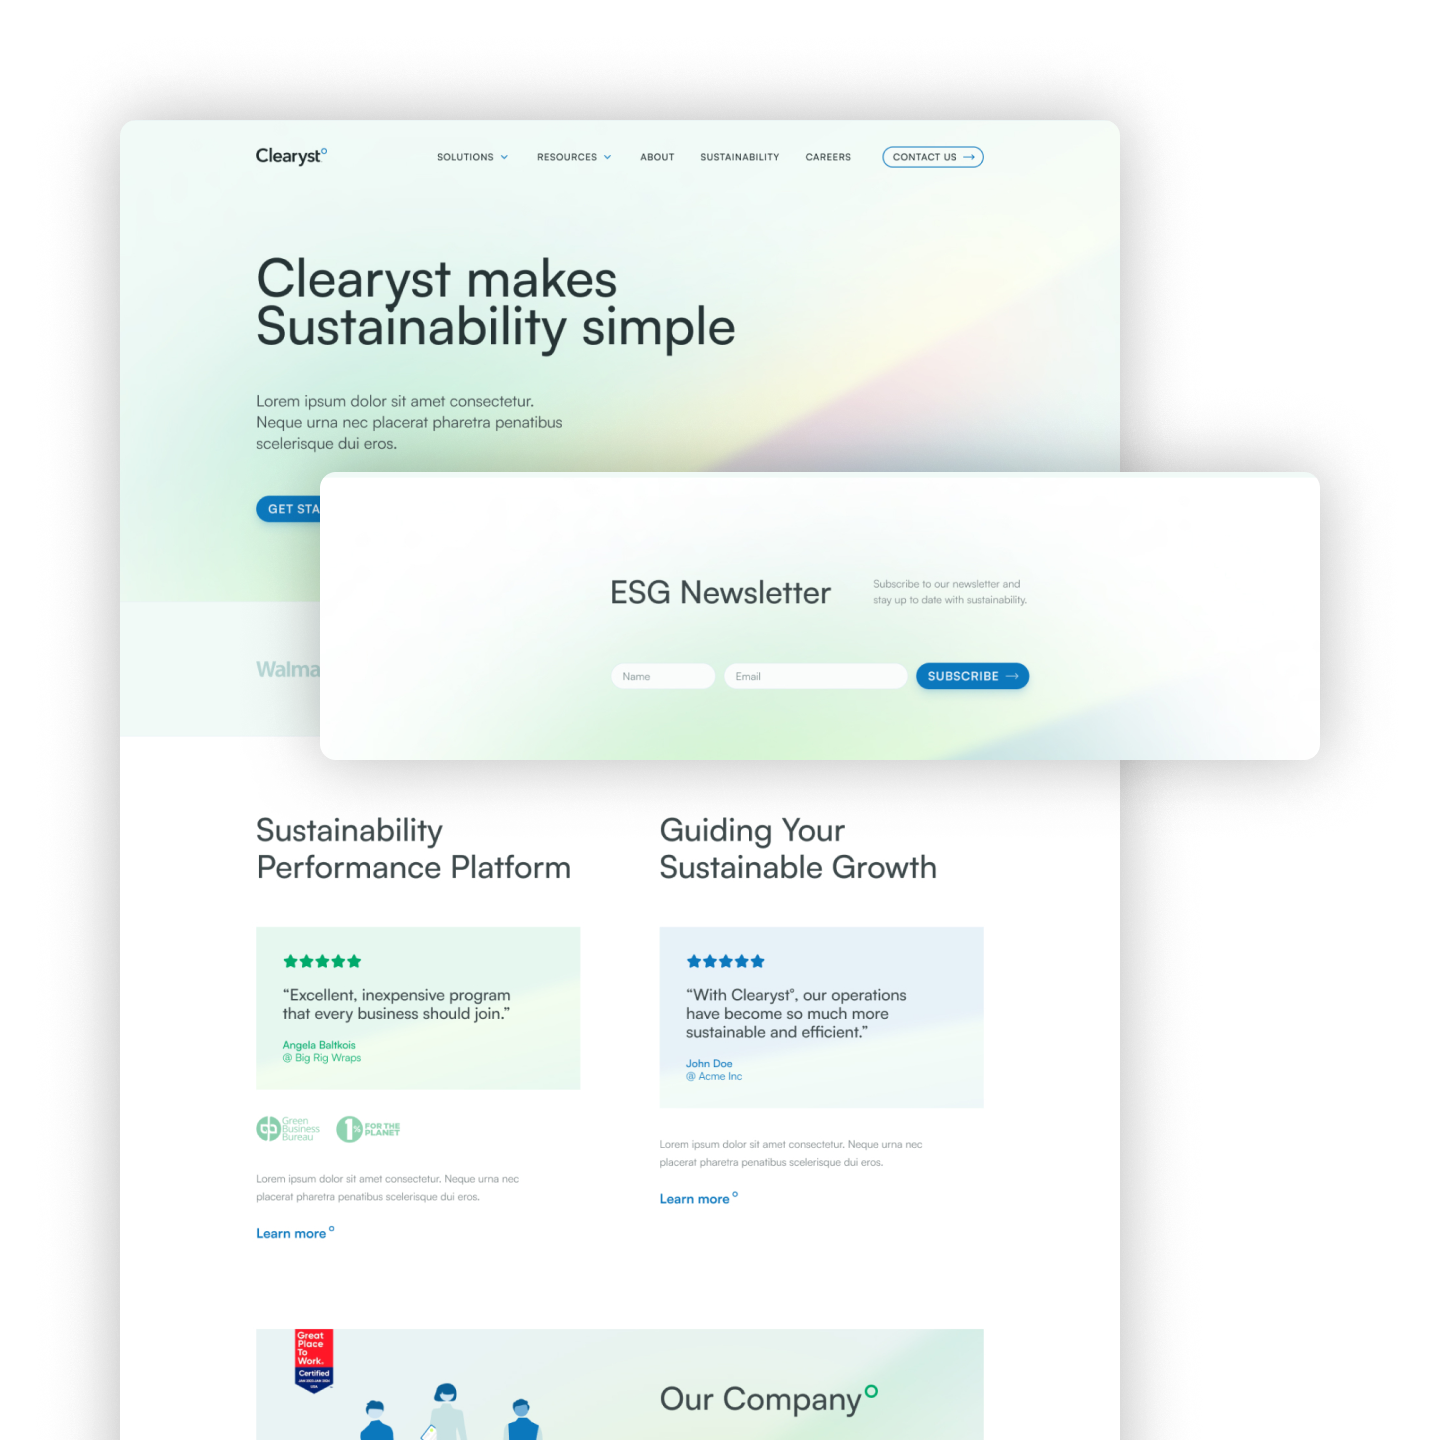 Clearyst°
SOLUTIONS
RESOURCES
ABOUT
SUSTAINABILITY
CAREERS
CONTACT US →
Clearyst makes
Sustainability simple
Lorem ipsum dolor sit amet consectetur.
Neque urna nec placerat pharetra penatibus
scelerisque dui eros.
GET STA
Walma
ESG Newsletter
Subscribe to our newsletter and
stay up to date with sustainability.
Name
Email
SUBSCRIBE →
Sustainability
Performance Platform
“Excellent, inexpensive program
that every business should join.”
Angela Baltkois
@ Big Rig Wraps
Green
Business
Bureau
1%
FOR THE
PLANET
Lorem ipsum dolor sit amet consectetur. Neque urna nec
placerat pharetra penatibus scelerisque dui eros.
Learn more°
Guiding Your
Sustainable Growth
“With Clearyst°, our operations
have become so much more
sustainable and efficient.”
John Doe
@ Acme Inc
Lorem ipsum dolor sit amet consectetur. Neque urna nec
placerat pharetra penatibus scelerisque dui eros.
Learn more°
Great
Place
To
Work.
Certified
USA
Our Company°